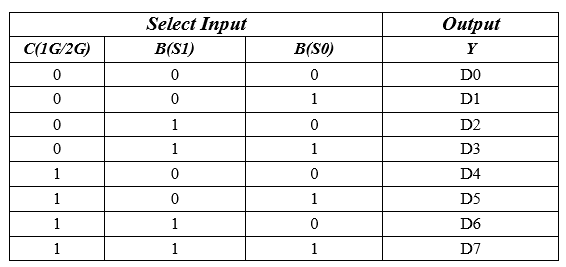 Select Input Output
C(1G/2G) B(S1) B(S0) Y
0 0 0 D0
0 0 1 D1
0 1 0 D2
0 1 1 D3
1 0 0 D4
1 0 1 D5
1 1 0 D6
1 1 1 D7